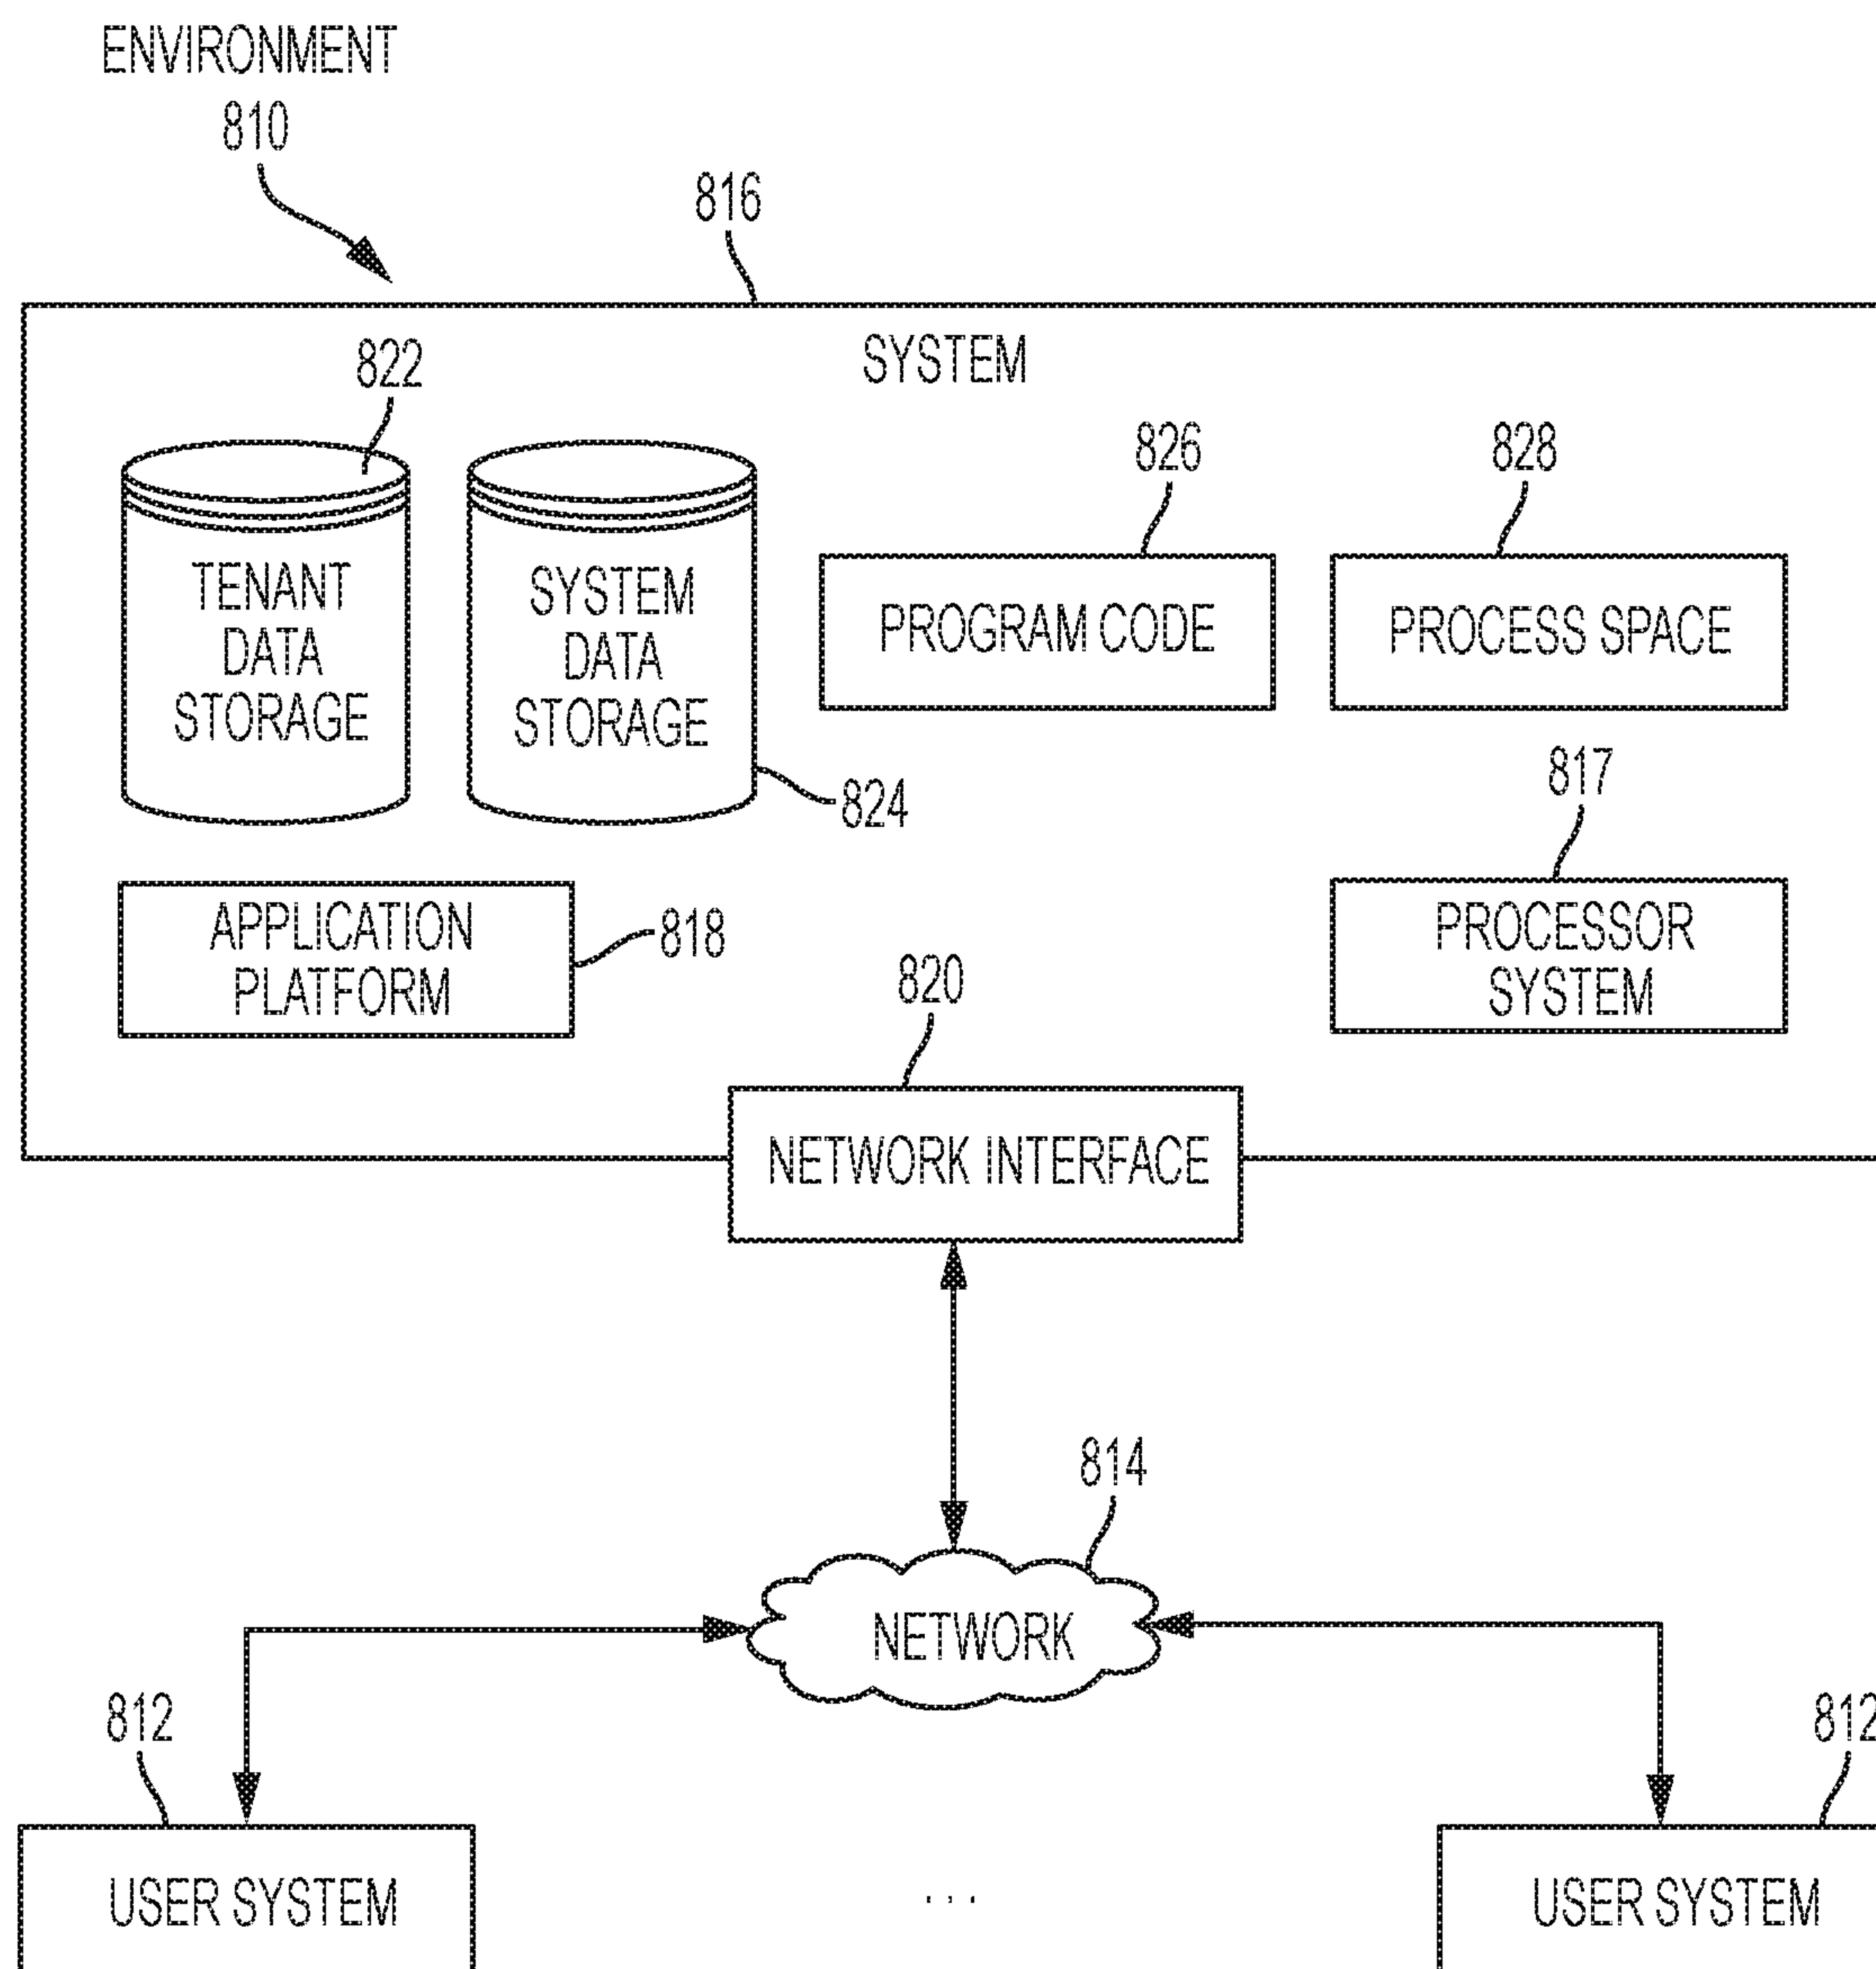 ENVIRONMENT
810
816
SYSTEM
822
826
828
TENANT
DATA
STORAGE
SYSTEM
DATA
STORAGE
PROGRAM CODE
PROCESS SPACE
824
817
APPLICATION
PLATFORM
818
PROCESSOR
SYSTEM
820
NETWORK INTERFACE
814
NETWORK
812
812
USER SYSTEM
. . .
USER SYSTEM